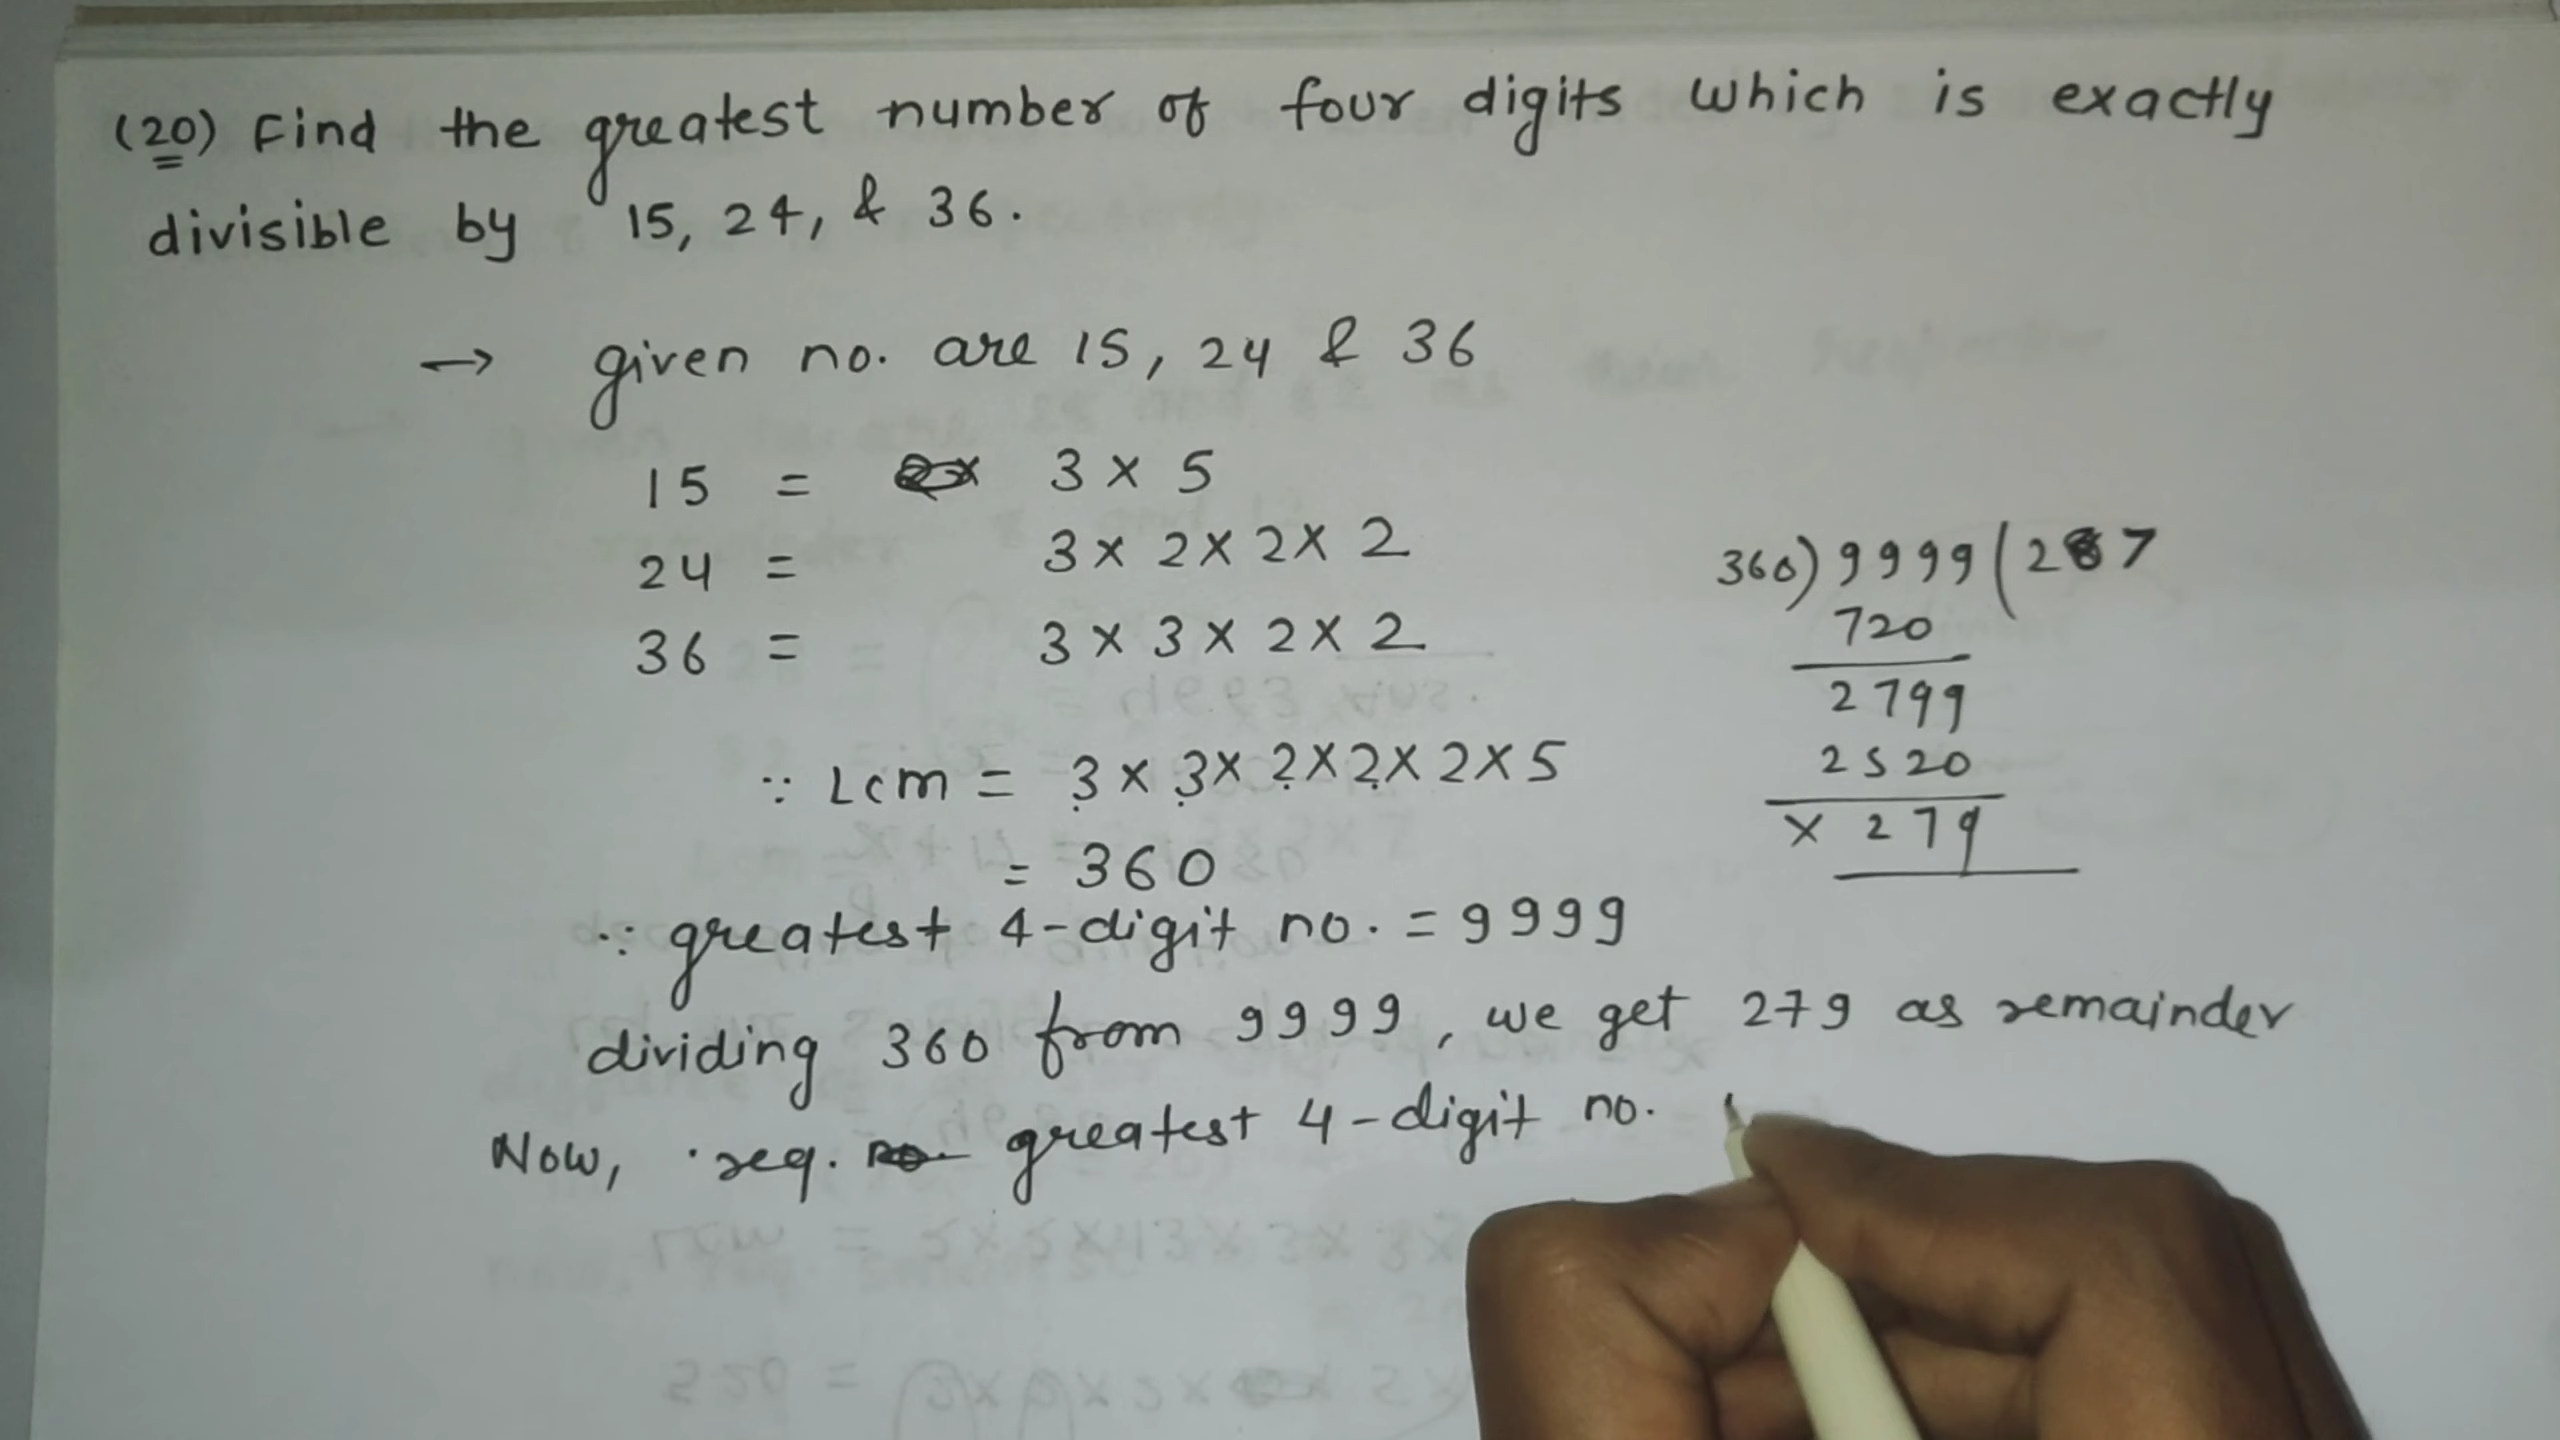 (20) Find the greatest number of four digits which is exactly
divisible by 15, 24, & 36.
→ given no. are 15, 24 & 36
15 = 3 × 5
24 = 3 × 2 × 2 × 2
36 = 3 × 3 × 2 × 2
∵ Lcm = 3 × 3 × 2 × 2 × 2 × 5
= 360
∵ greatest 4-digit no. = 9999
dividing 360 from 9999, we get 279 as remainder
Now, req. greatest 4-digit no.
360) 9999 (27
720
2799
2520
× 279